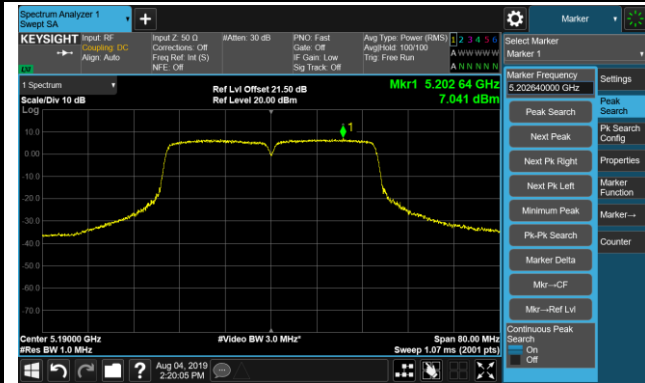 Spectrum Analyzer 1
Swept SA
Marker
KEYSIGHT
Input: RF
Coupling: DC
Align: Auto
Input Z: 50 Ω
Corrections: Off
Freq Ref: Int (S)
NFE: Off
#Atten: 30 dB
PNO: Fast
Gate: Off
IF Gain: Low
Sig Track: Off
Avg Type: Power (RMS)
Avg|Hold: 100/100
Trig: Free Run
1 2 3 4 5 6
A W W W W W
A N N N N N
Select Marker
Marker 1
1 Spectrum
Scale/Div 10 dB
Log
Ref Lvl Offset 21.50 dB
Ref Level 20.00 dBm
Mkr1 5.202 64 GHz
7.041 dBm
1
10.0
0.00
-10.0
-20.0
-30.0
-40.0
-50.0
-60.0
-70.0
Center 5.19000 GHz
#Res BW 1.0 MHz
#Video BW 3.0 MHz*
Span 80.00 MHz
Sweep 1.07 ms (2001 pts)
Marker Frequency
5.202640000 GHz
Peak Search
Next Peak
Next Pk Right
Next Pk Left
Minimum Peak
Pk-Pk Search
Marker Delta
Mkr→CF
Mkr→Ref Lvl
Continuous Peak
Search
On
Off
Settings
Peak
Search
Pk Search
Config
Properties
Marker
Function
Marker→
Counter
?
Aug 04, 2019
2:20:05 PM